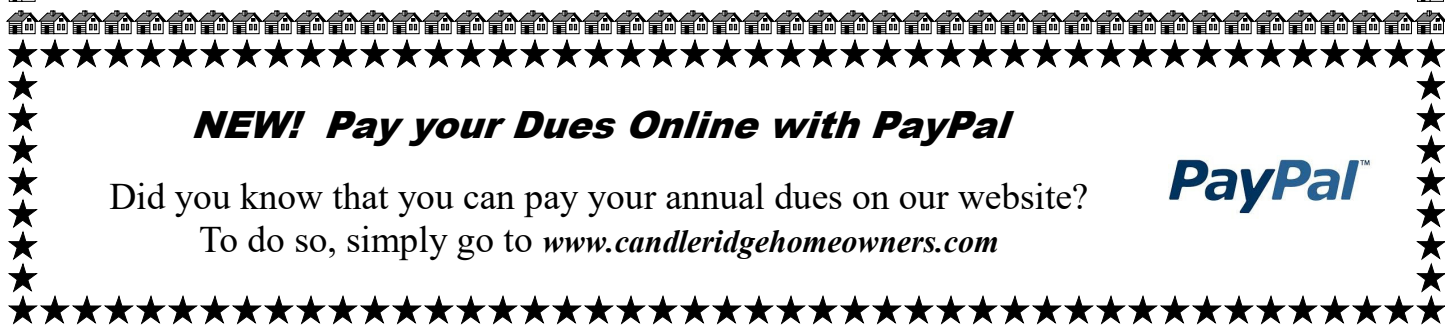 NEW! Pay your Dues Online with PayPal
PayPal™
Did you know that you can pay your annual dues on our website?
To do so, simply go to www.candleridgehomeowners.com